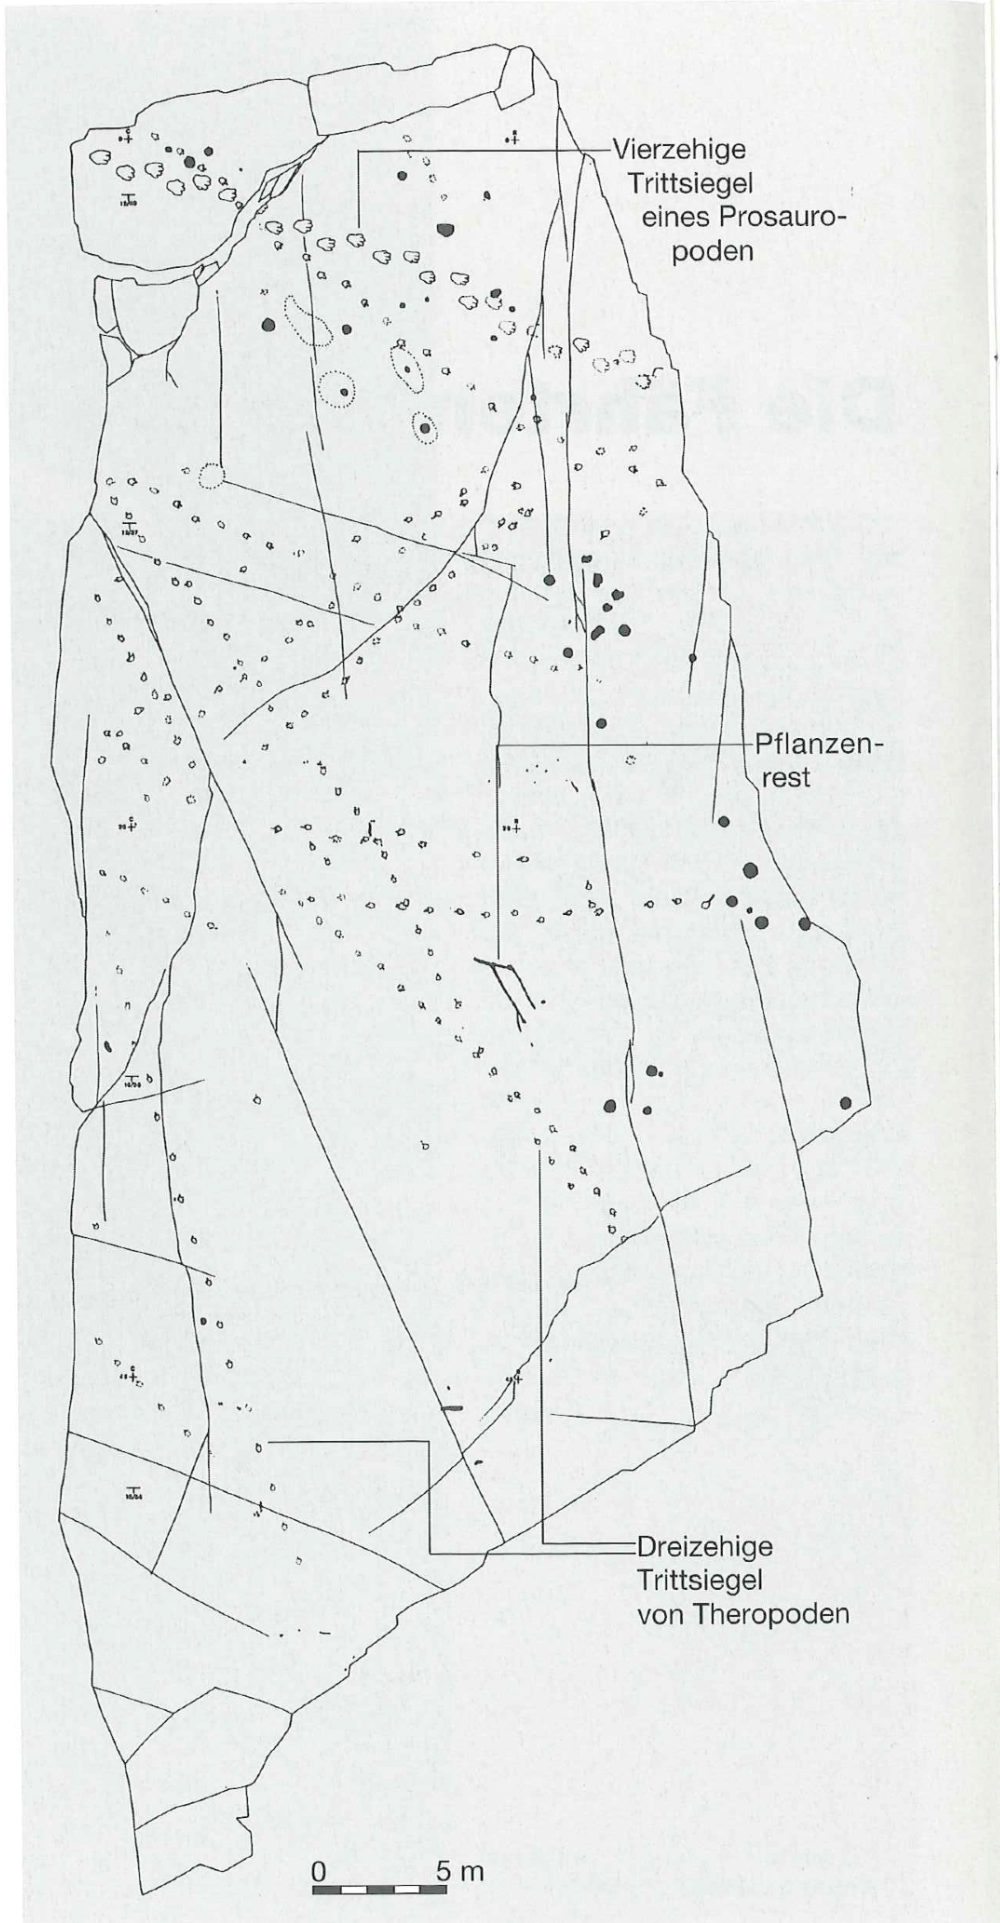 Vierzehige
Trittsiegel
eines Prosauro-
poden
Pflanzen-
rest
Dreizehige
Trittsiegel
von Theropoden
0 5 m